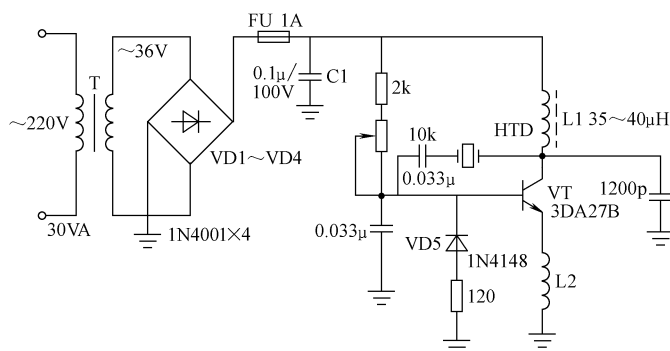 FU 1A
～36V
T
0.1μ/
100V
C1
2k
～220V
10k
HTD
L1 35～40μH
VD1～VD4
0.033μ
1200p
VT
3DA27B
30VA
1N4001×4
0.033μ
VD5
1N4148
120
L2